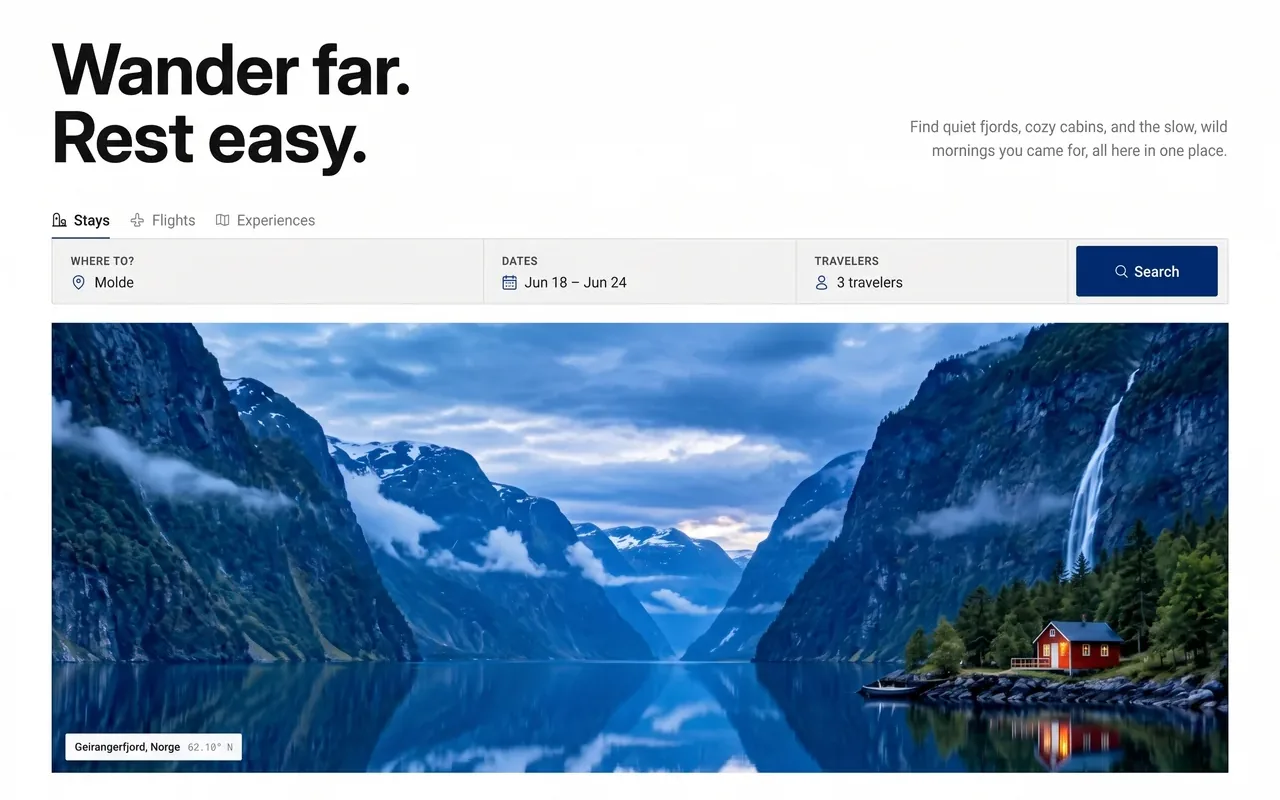 Wander far.
Rest easy.
Find quiet fjords, cozy cabins, and the slow, wild
mornings you came for, all here in one place.
Stays
Flights
Experiences
WHERE TO?
Molde
DATES
Jun 18 – Jun 24
TRAVELERS
3 travelers
Search
Geirangerfjord, Norge 62.10° N